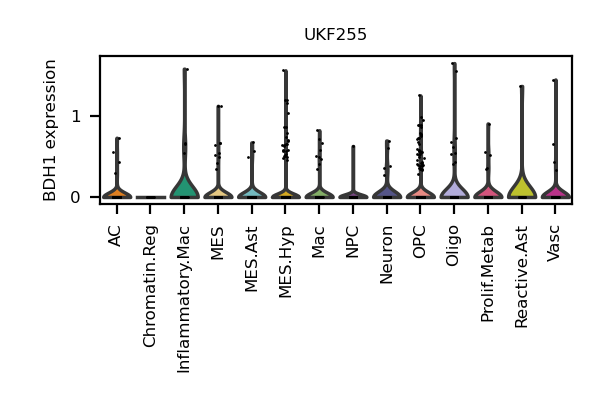 UKF255
BDH1 expression
1
0
AC
Chromatin.Reg
Inflammatory.Mac
MES
MES.Ast
MES.Hyp
Mac
NPC
Neuron
OPC
Oligo
Prolif.Metab
Reactive.Ast
Vasc